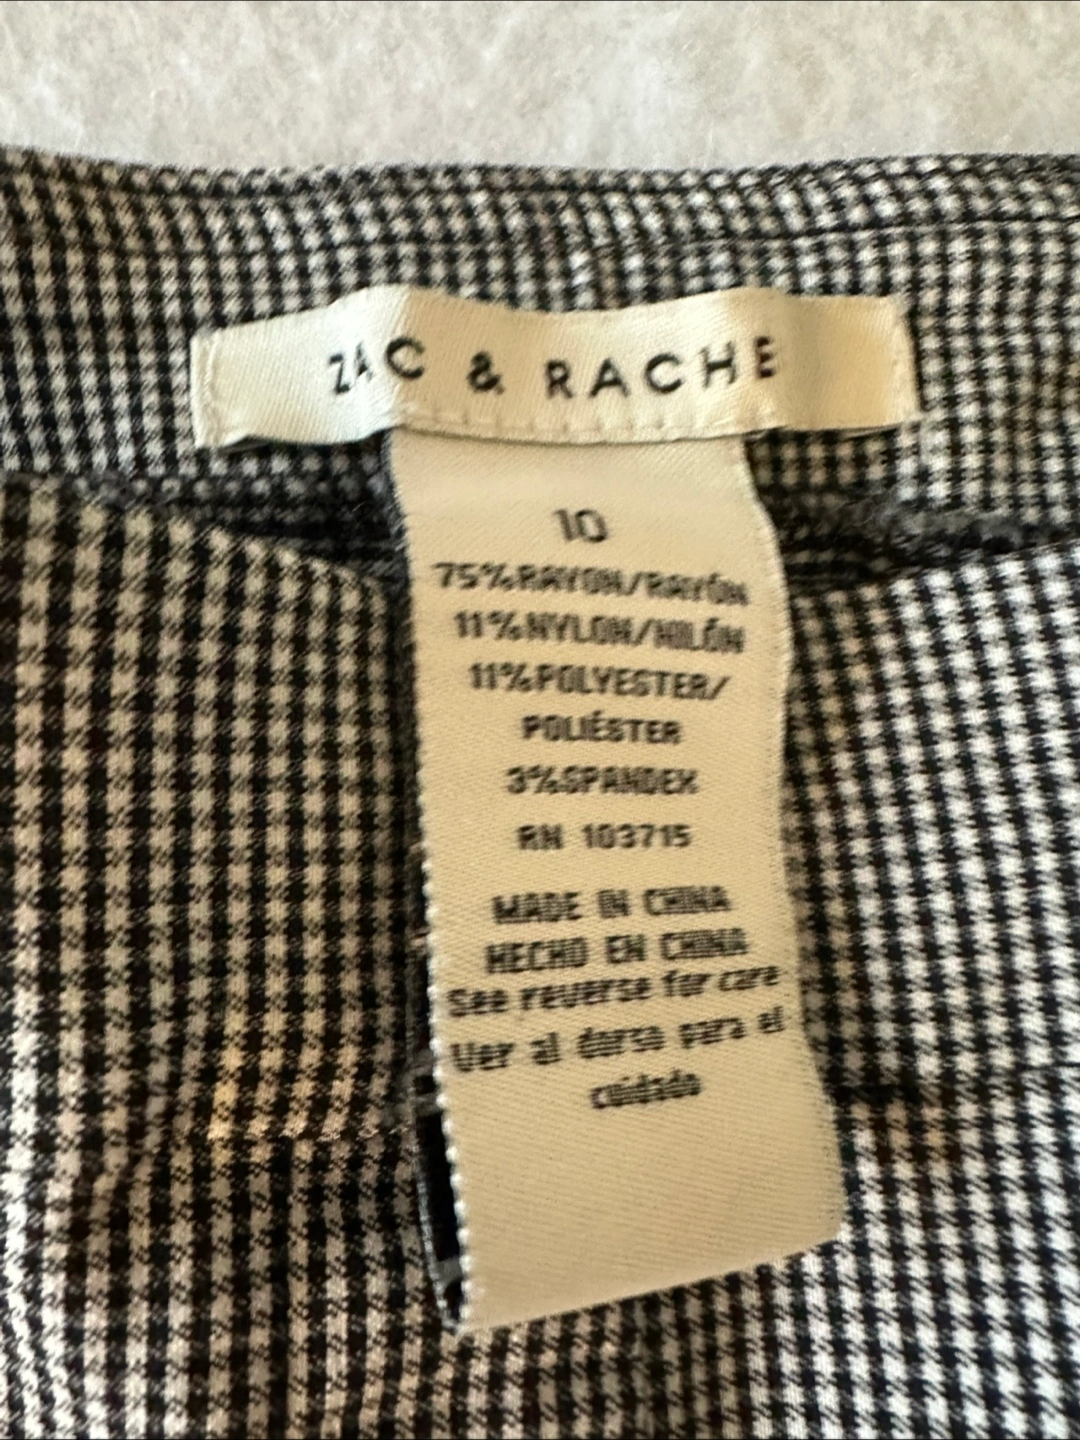 ZAC & RACHE
10
75%RAYON/RAYÓN
11%NYLON/NILÓN
11%POLYESTER/
POLIÉSTER
3%SPANDEX
RN 103715
MADE IN CHINA
HECHO EN CHINA
See reverse for care
Ver al dorso para el
cuidado